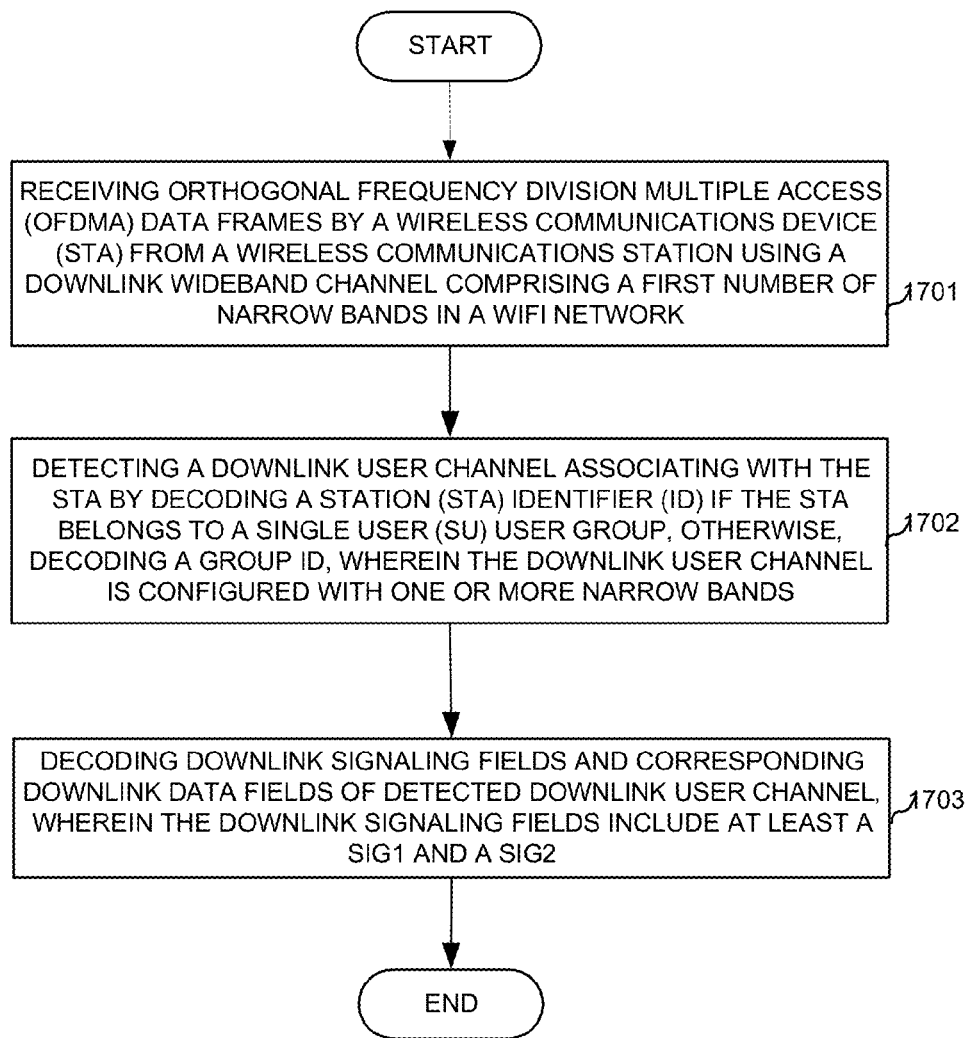 START
RECEIVING ORTHOGONAL FREQUENCY DIVISION MULTIPLE ACCESS
(OFDMA) DATA FRAMES BY A WIRELESS COMMUNICATIONS DEVICE
(STA) FROM A WIRELESS COMMUNICATIONS STATION USING A
DOWNLINK WIDEBAND CHANNEL COMPRISING A FIRST NUMBER OF
NARROW BANDS IN A WIFI NETWORK
1701
DETECTING A DOWNLINK USER CHANNEL ASSOCIATING WITH THE
STA BY DECODING A STATION (STA) IDENTIFIER (ID) IF THE STA
BELONGS TO A SINGLE USER (SU) USER GROUP, OTHERWISE,
DECODING A GROUP ID, WHEREIN THE DOWNLINK USER CHANNEL
IS CONFIGURED WITH ONE OR MORE NARROW BANDS
1702
DECODING DOWNLINK SIGNALING FIELDS AND CORRESPONDING
DOWNLINK DATA FIELDS OF DETECTED DOWNLINK USER CHANNEL,
WHEREIN THE DOWNLINK SIGNALING FIELDS INCLUDE AT LEAST A
SIG1 AND A SIG2
1703
END